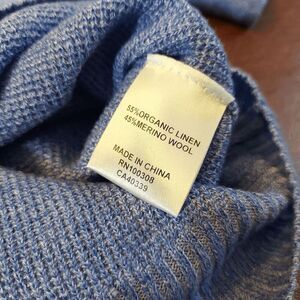 55%ORGANIC LINEN
45%MERINO WOOL
MADE IN CHINA
RN100308
CA40339